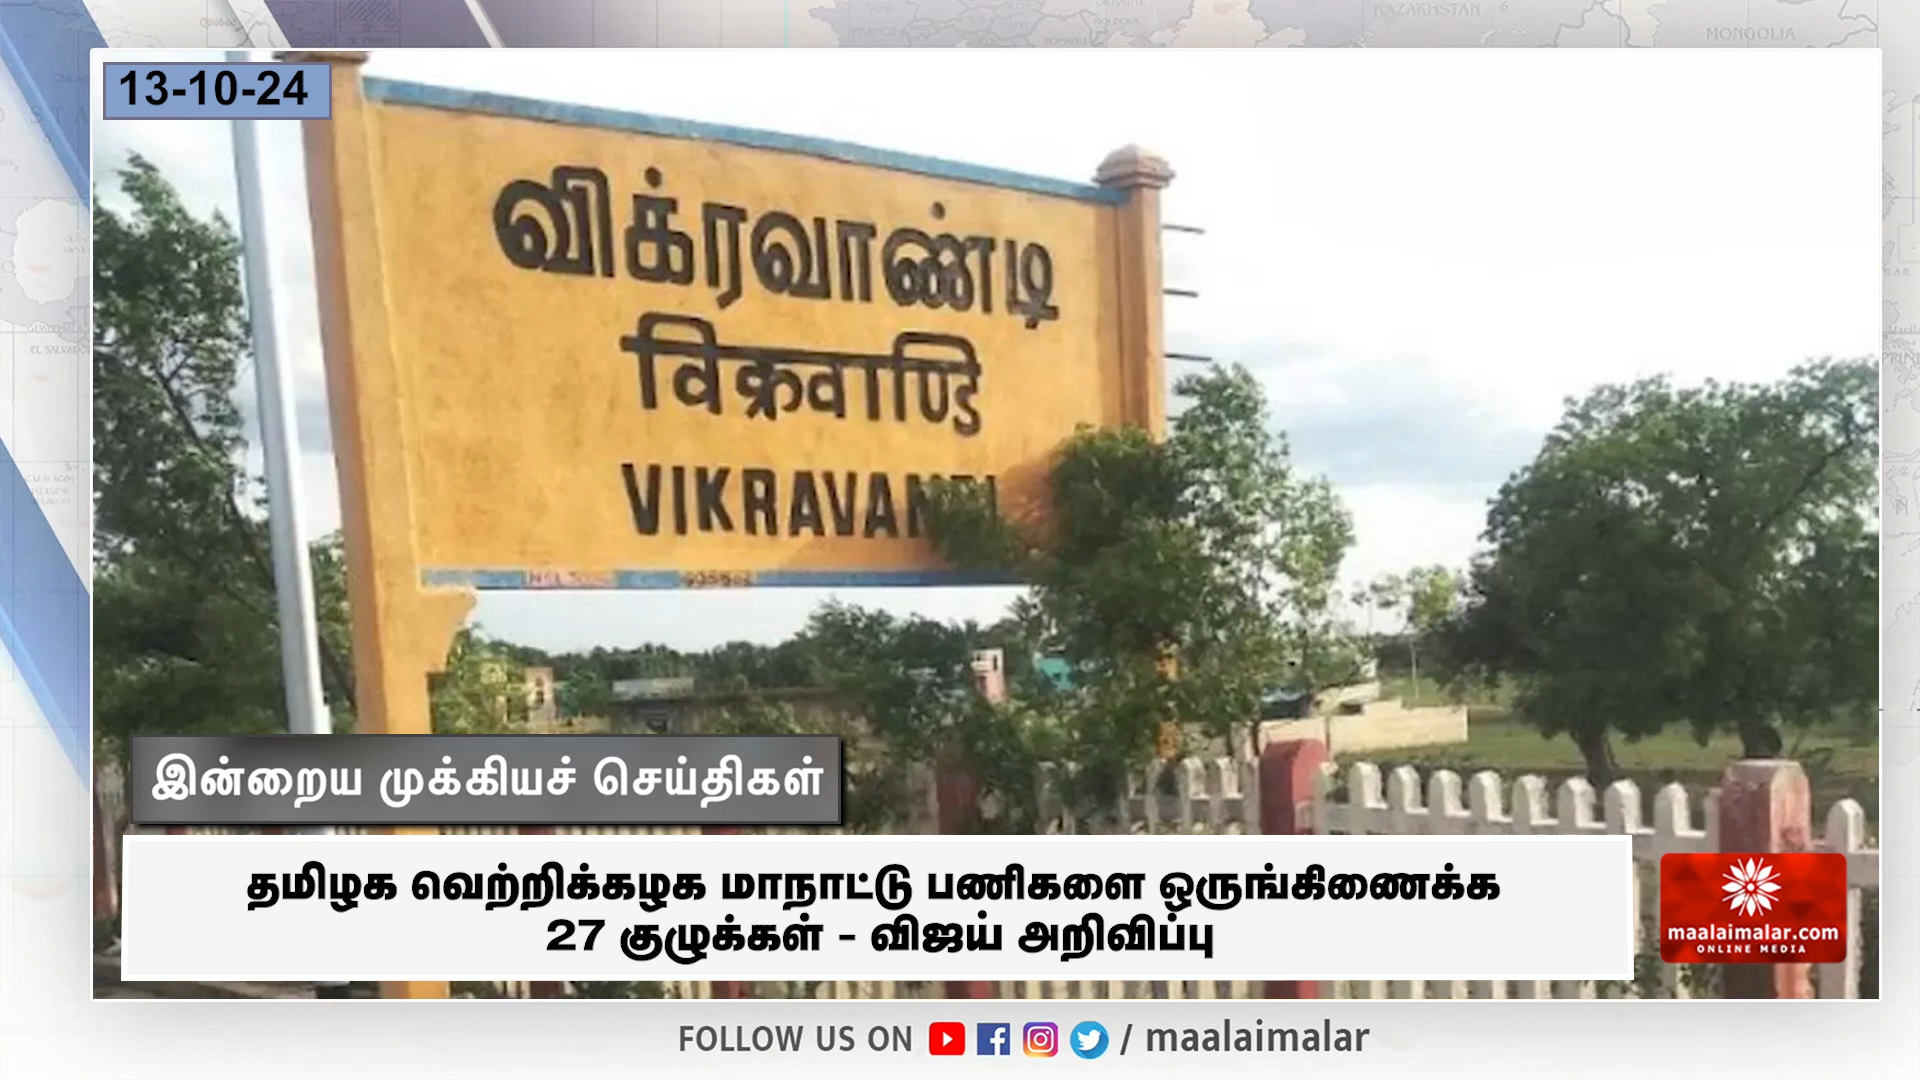 13-10-24
விக்ரவாண்டி
विक्रवाण्डि
VIKRAVANDI
இன்றைய முக்கியச் செய்திகள்
தமிழக வெற்றிக்கழக மாநாட்டு பணிகளை ஒருங்கிணைக்க
27 குழுக்கள் - விஜய் அறிவிப்பு
maalaimalar.com
ONLINE MEDIA
FOLLOW US ON / maalaimalar